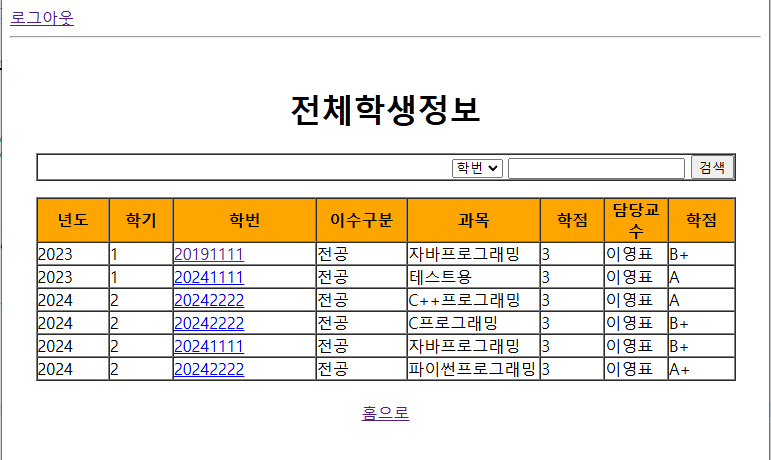 로그아웃
전체학생정보
학번 검색
년도 학기 학번 이수구분 과목 학점 담당교수 학점
2023 1 20191111 전공 자바프로그래밍 3 이영표 B+
2023 1 20241111 전공 테스트용 3 이영표 A
2024 2 20242222 전공 C++프로그래밍 3 이영표 A
2024 2 20242222 전공 C프로그래밍 3 이영표 B+
2024 2 20241111 전공 자바프로그래밍 3 이영표 B+
2024 2 20242222 전공 파이썬프로그래밍 3 이영표 A+
홈으로